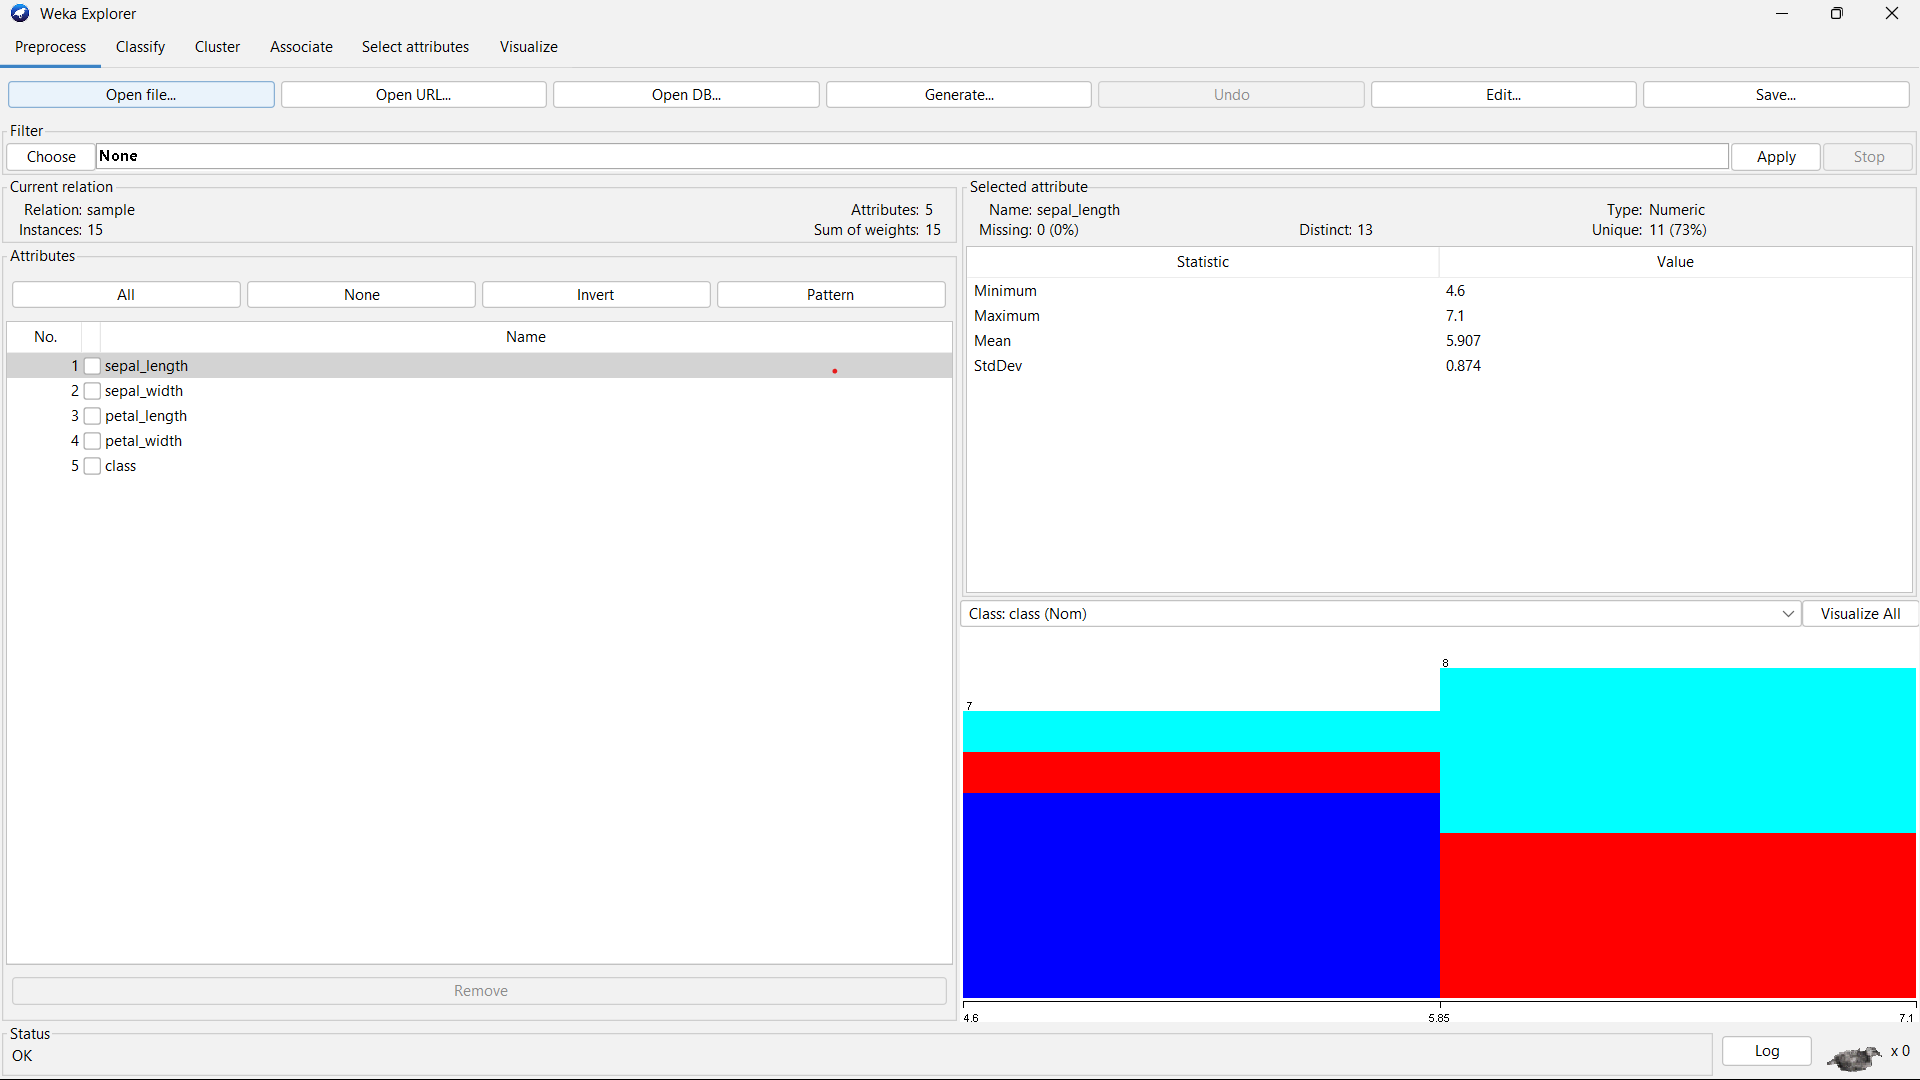 Weka Explorer
Preprocess Classify Cluster Associate Select attributes Visualize
Open file... Open URL... Open DB... Generate... Undo Edit... Save...
Filter
Choose None Apply Stop
Current relation
Relation: sample Attributes: 5
Instances: 15 Sum of weights: 15
Attributes
All None Invert Pattern
No. Name
1 sepal_length
2 sepal_width
3 petal_length
4 petal_width
5 class
Remove
Selected attribute
Name: sepal_length Type: Numeric
Missing: 0 (0%) Distinct: 13 Unique: 11 (73%)
Statistic Value
Minimum 4.6
Maximum 7.1
Mean 5.907
StdDev 0.874
Class: class (Nom) Visualize All
8
7
4.6 5.85 7.1
Status
OK
Log x 0